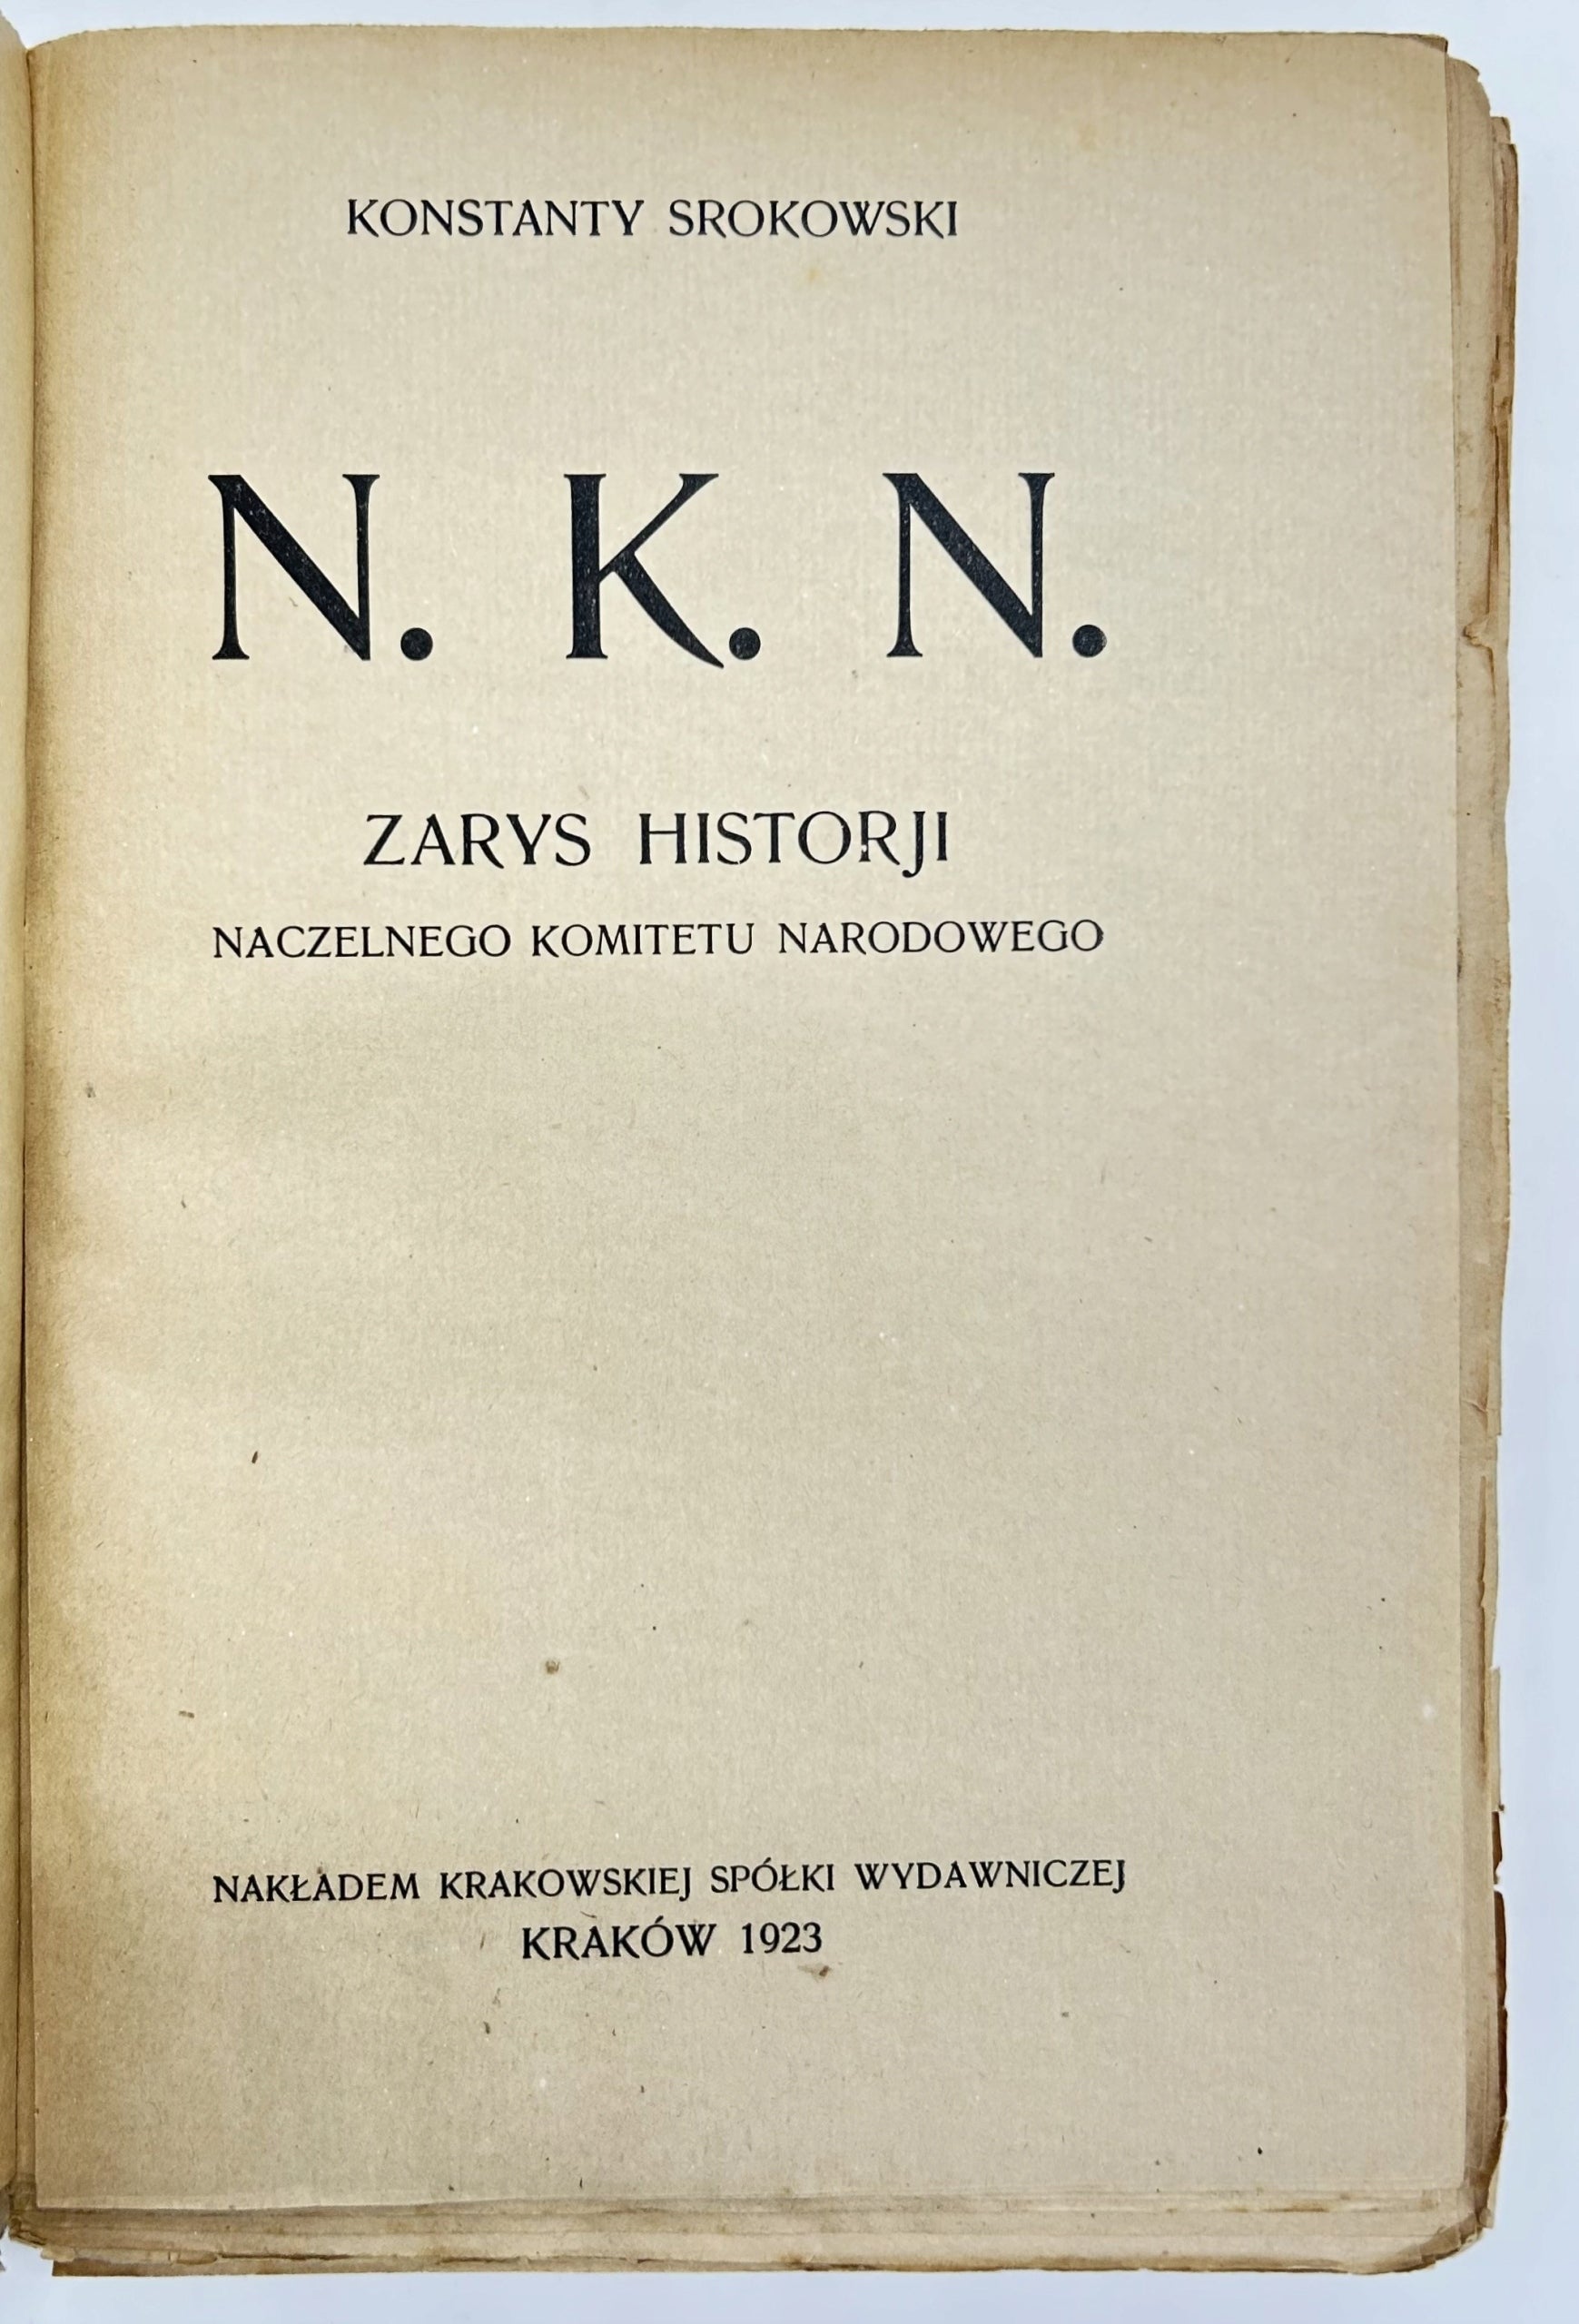 KONSTANTY SROKOWSKI
N. K. N.
ZARYS HISTORJI
NACZELNEGO KOMITETU NARODOWEGO
NAKŁADEM KRAKOWSKIEJ SPÓŁKI WYDAWNICZEJ
KRAKÓW 1923